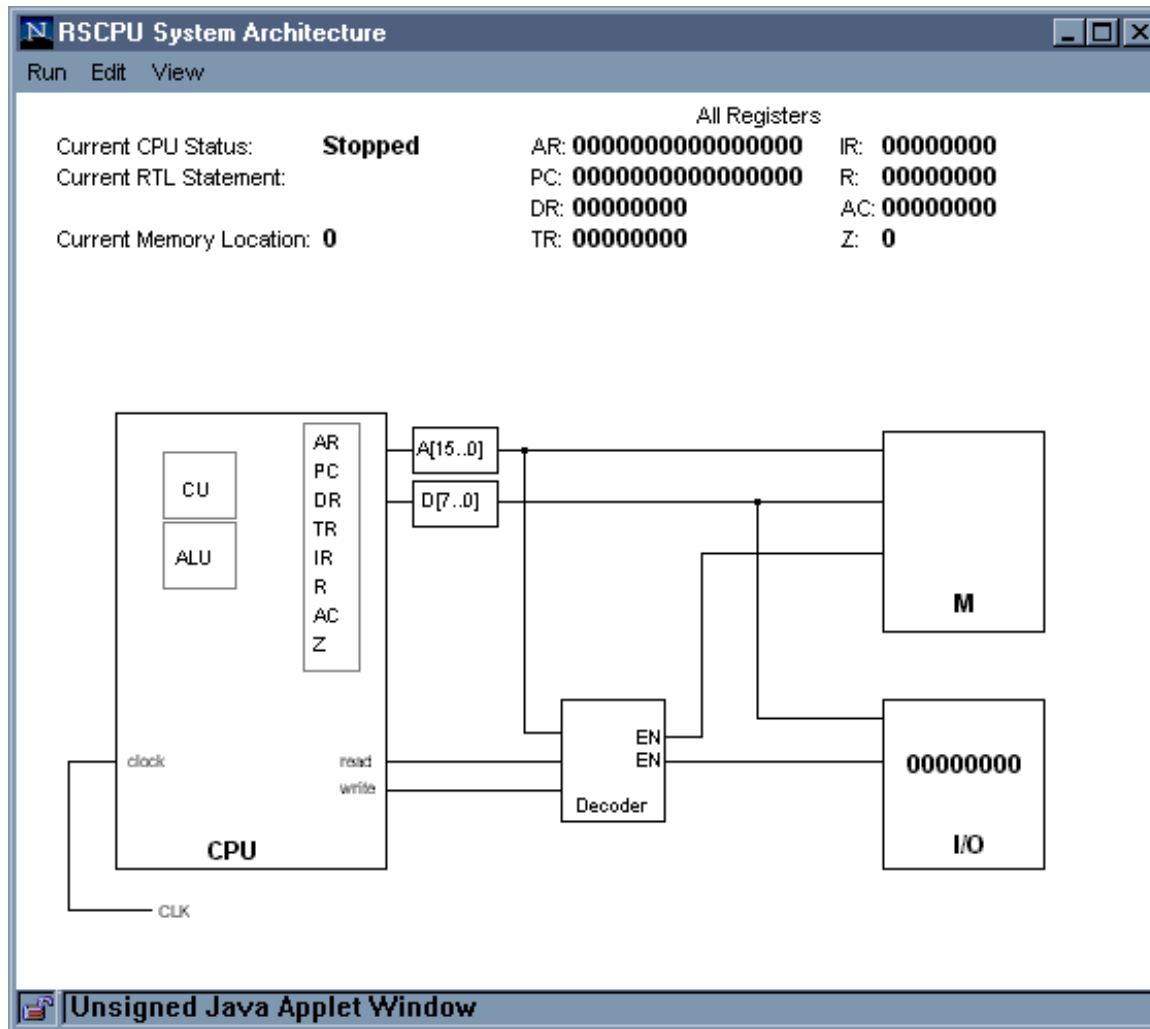 N RSCPU System Architecture
Run Edit View
All Registers
Current CPU Status: Stopped AR: 0000000000000000 IR: 00000000
Current RTL Statement: PC: 0000000000000000 R: 00000000
DR: 00000000 AC: 00000000
Current Memory Location: 0 TR: 00000000 Z: 0
AR
PC
DR
TR
IR
R
AC
Z
CU
ALU
A[15..0]
D[7..0]
M
clock
read
write
CPU
CLK
EN
EN
Decoder
00000000
I/O
Unsigned Java Applet Window